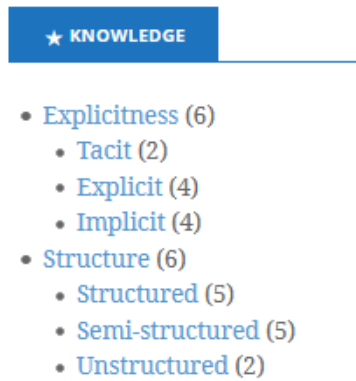 ★ KNOWLEDGE
• Explicitness (6)
• Tacit (2)
• Explicit (4)
• Implicit (4)
• Structure (6)
• Structured (5)
• Semi-structured (5)
• Unstructured (2)